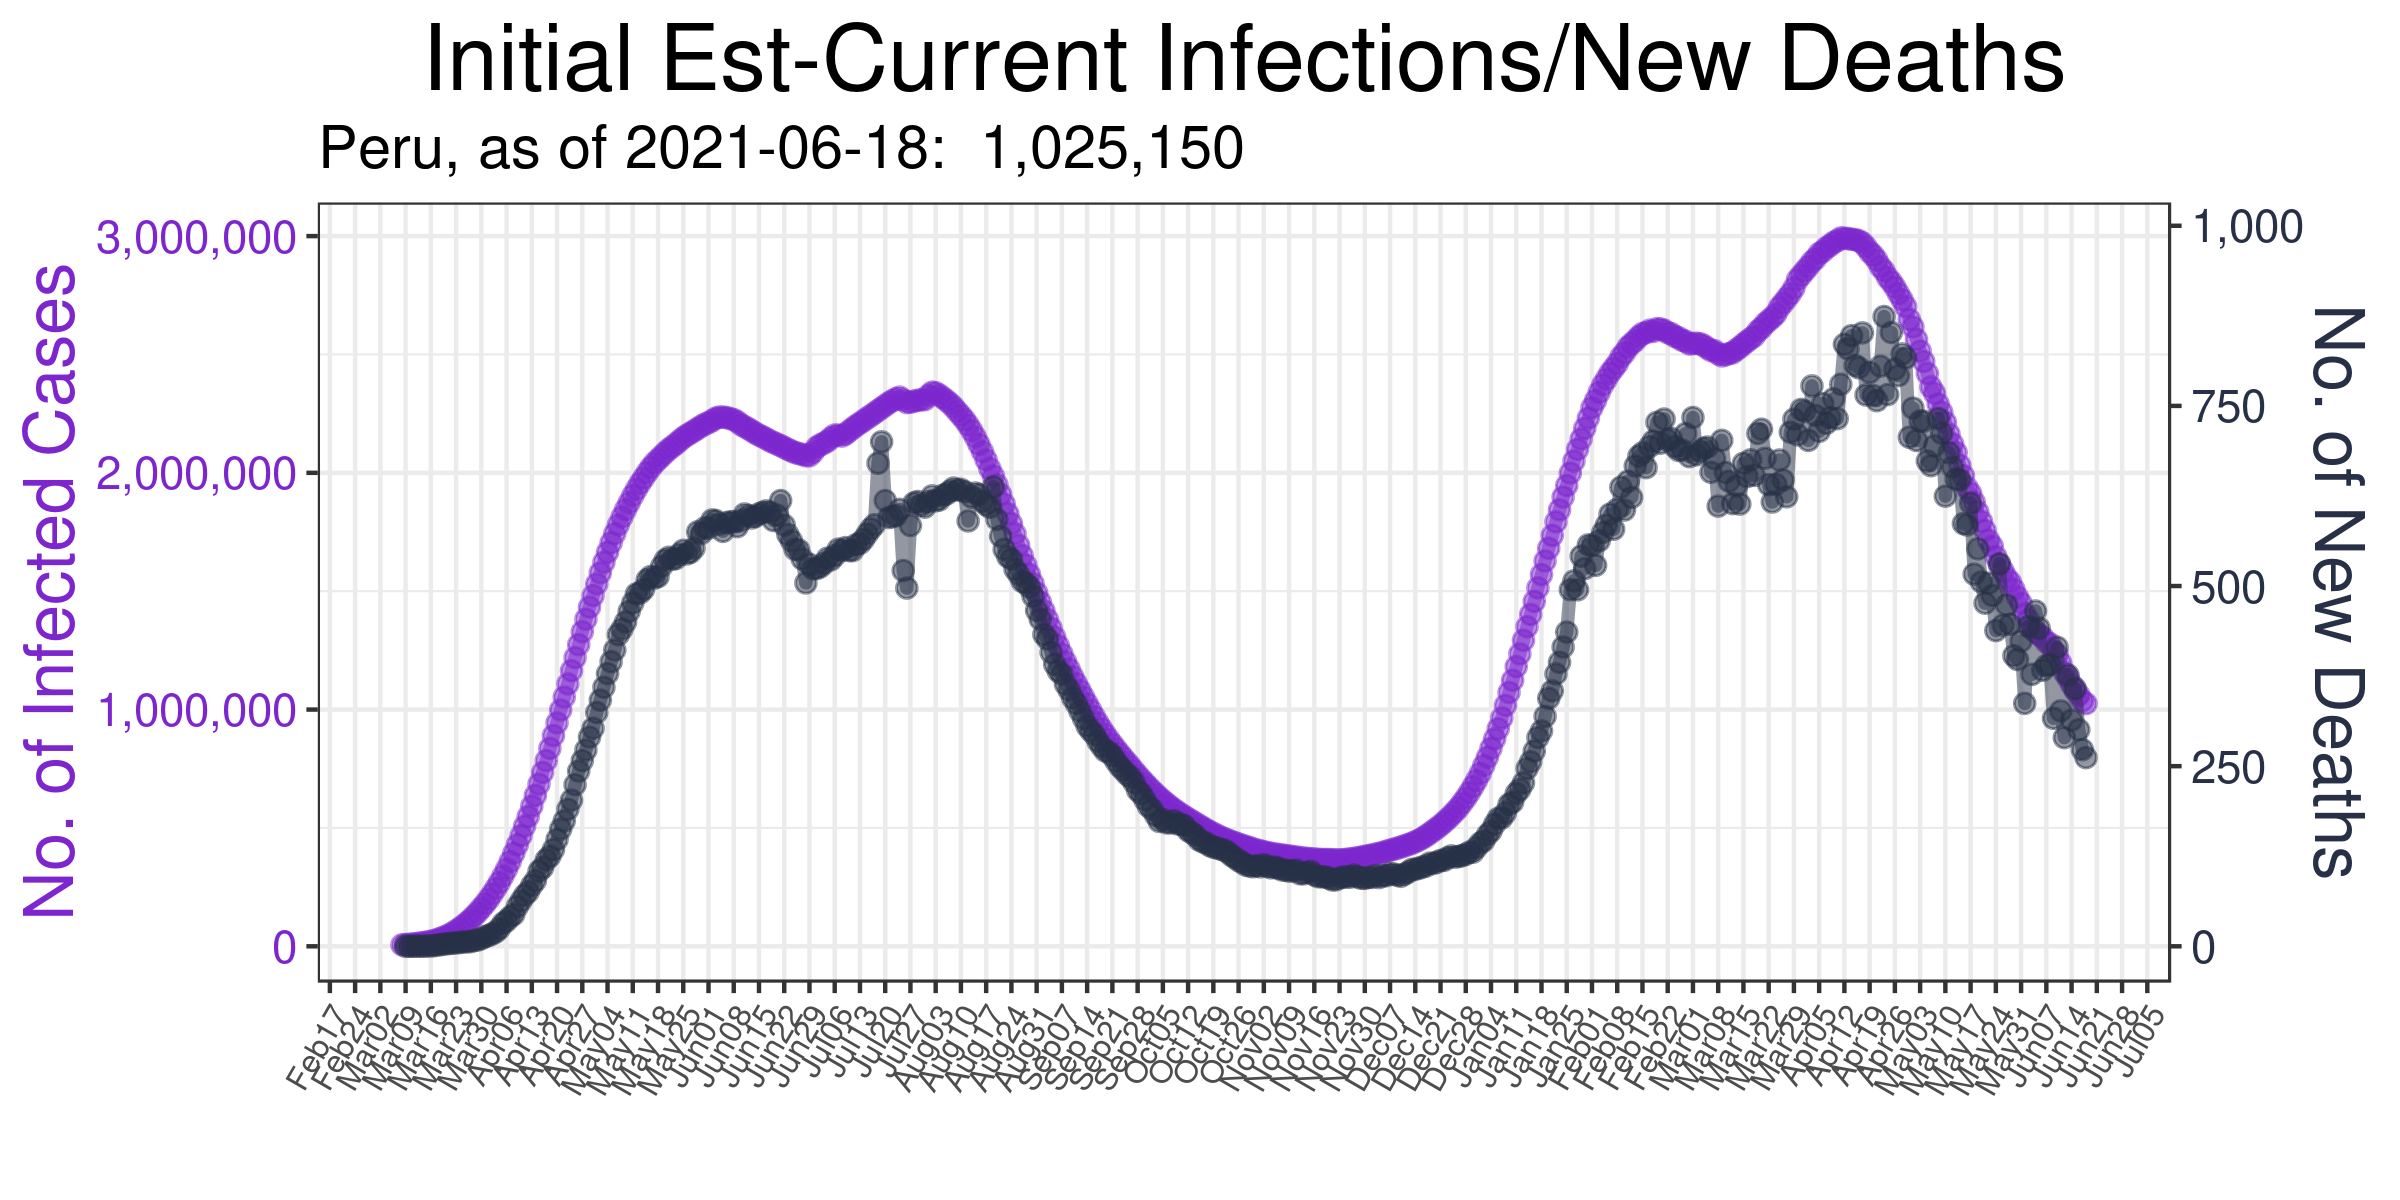 Initial Est-Current Infections/New Deaths
Peru, as of 2021-06-18:  1,025,150
No. of Infected Cases
3,000,000
2,000,000
1,000,000
0
1,000
750
500
250
0
No. of New Deaths
Feb17
Feb24
Mar02
Mar09
Mar16
Mar23
Mar30
Apr06
Apr13
Apr20
Apr27
May04
May11
May18
May25
Jun01
Jun08
Jun15
Jun22
Jun29
Jul06
Jul13
Jul20
Jul27
Aug03
Aug10
Aug17
Aug24
Aug31
Sep07
Sep14
Sep21
Sep28
Oct05
Oct12
Oct19
Oct26
Nov02
Nov09
Nov16
Nov23
Nov30
Dec07
Dec14
Dec21
Dec28
Jan04
Jan11
Jan18
Jan25
Feb01
Feb08
Feb15
Feb22
Mar01
Mar08
Mar15
Mar22
Mar29
Apr05
Apr12
Apr19
Apr26
May03
May10
May17
May24
May31
Jun07
Jun14
Jun21
Jun28
Jul05